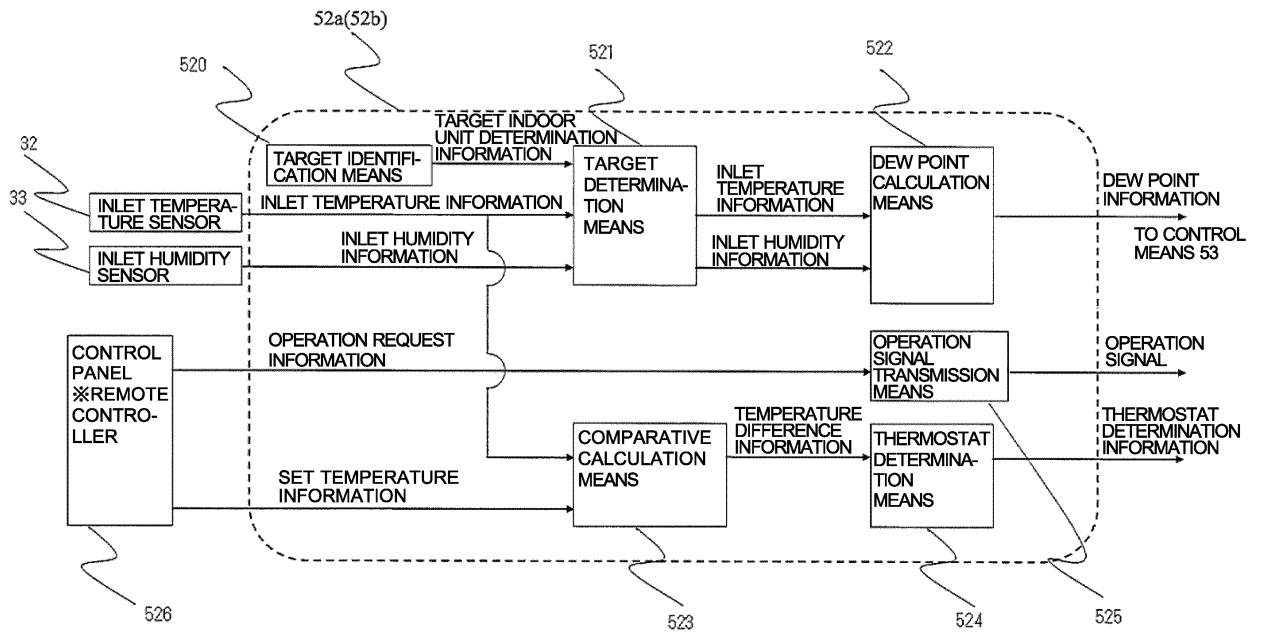 52a(52b)
520
521
522
32
33
TARGET INDOOR
UNIT DETERMINATION
INFORMATION
TARGET IDENTIFI-
CATION MEANS
TARGET
DETERMINA-
TION
MEANS
INLET
TEMPERATURE
INFORMATION
DEW POINT
CALCULATION
MEANS
DEW POINT
INFORMATION
TO CONTROL
MEANS 53
INLET TEMPERA-
TURE SENSOR
INLET TEMPERATURE INFORMATION
INLET HUMIDITY
SENSOR
INLET HUMIDITY
INFORMATION
INLET HUMIDITY
INFORMATION
CONTROL
PANEL
※REMOTE
CONTRO-
LLER
OPERATION REQUEST
INFORMATION
OPERATION
SIGNAL
TRANSMISSION
MEANS
OPERATION
SIGNAL
SET TEMPERATURE
INFORMATION
COMPARATIVE
CALCULATION
MEANS
TEMPERATURE
DIFFERENCE
INFORMATION
THERMOSTAT
DETERMINA-
TION
MEANS
THERMOSTAT
DETERMINATION
INFORMATION
526
523
524
525